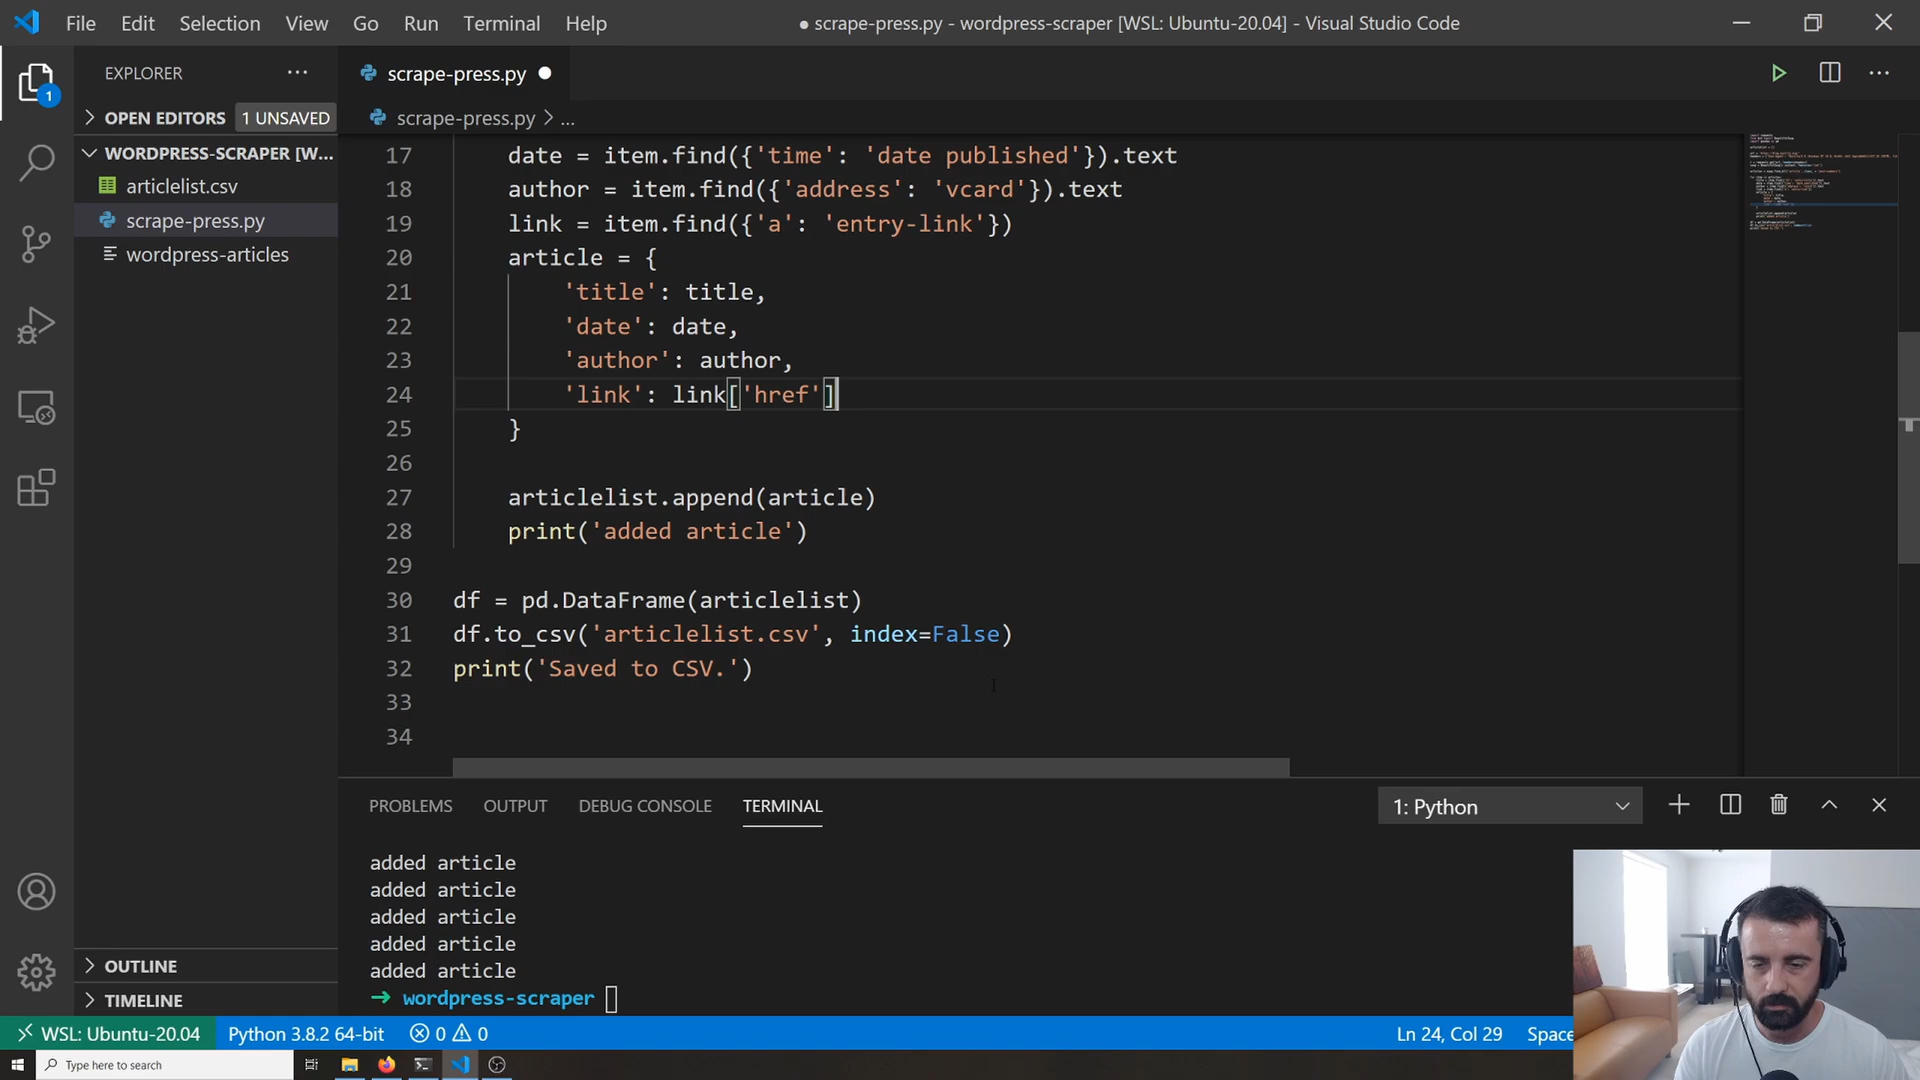 File Edit Selection View Go Run Terminal Help
● scrape-press.py - wordpress-scraper [WSL: Ubuntu-20.04] - Visual Studio Code
EXPLORER
1
OPEN EDITORS 1 UNSAVED
WORDPRESS-SCRAPER [W...
articlelist.csv
scrape-press.py
wordpress-articles
OUTLINE
TIMELINE
scrape-press.py
scrape-press.py > ...
17 date = item.find({'time': 'date published'}).text
18 author = item.find({'address': 'vcard'}).text
19 link = item.find({'a': 'entry-link'})
20 article = {
21 'title': title,
22 'date': date,
23 'author': author,
24 'link': link['href']
25 }
26
27 articlelist.append(article)
28 print('added article')
29
30 df = pd.DataFrame(articlelist)
31 df.to_csv('articlelist.csv', index=False)
32 print('Saved to CSV.')
33
34
PROBLEMS OUTPUT DEBUG CONSOLE TERMINAL
1: Python
added article
added article
added article
added article
added article
→ wordpress-scraper
WSL: Ubuntu-20.04 Python 3.8.2 64-bit 0 0
Ln 24, Col 29 Space
Type here to search